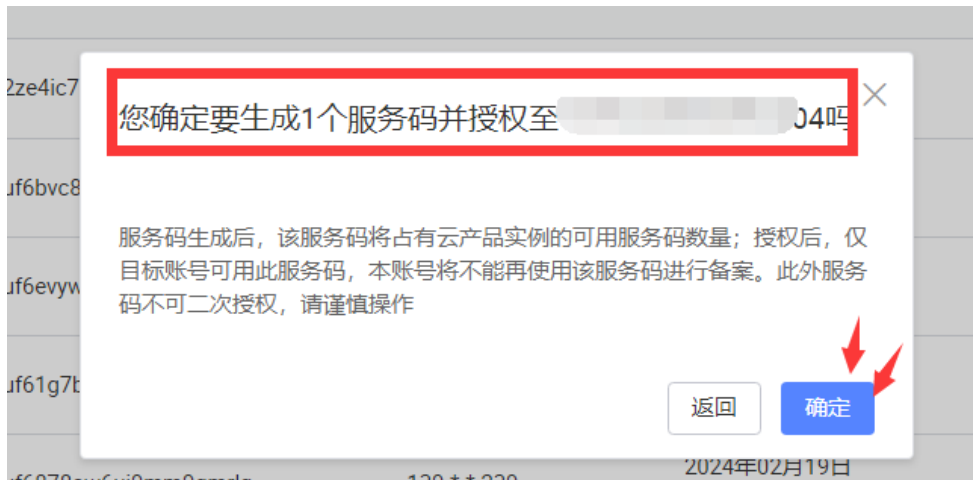 2ze4ic7
您确定要生成1个服务码并授权至 04吗
uf6bvc8
服务码生成后，该服务码将占有云产品实例的可用服务码数量；授权后，仅
目标账号可用此服务码，本账号将不能再使用该服务码进行备案。此外服务
uf6evyw
码不可二次授权，请谨慎操作
uf61g7b
返回 确定
2024年02月19日